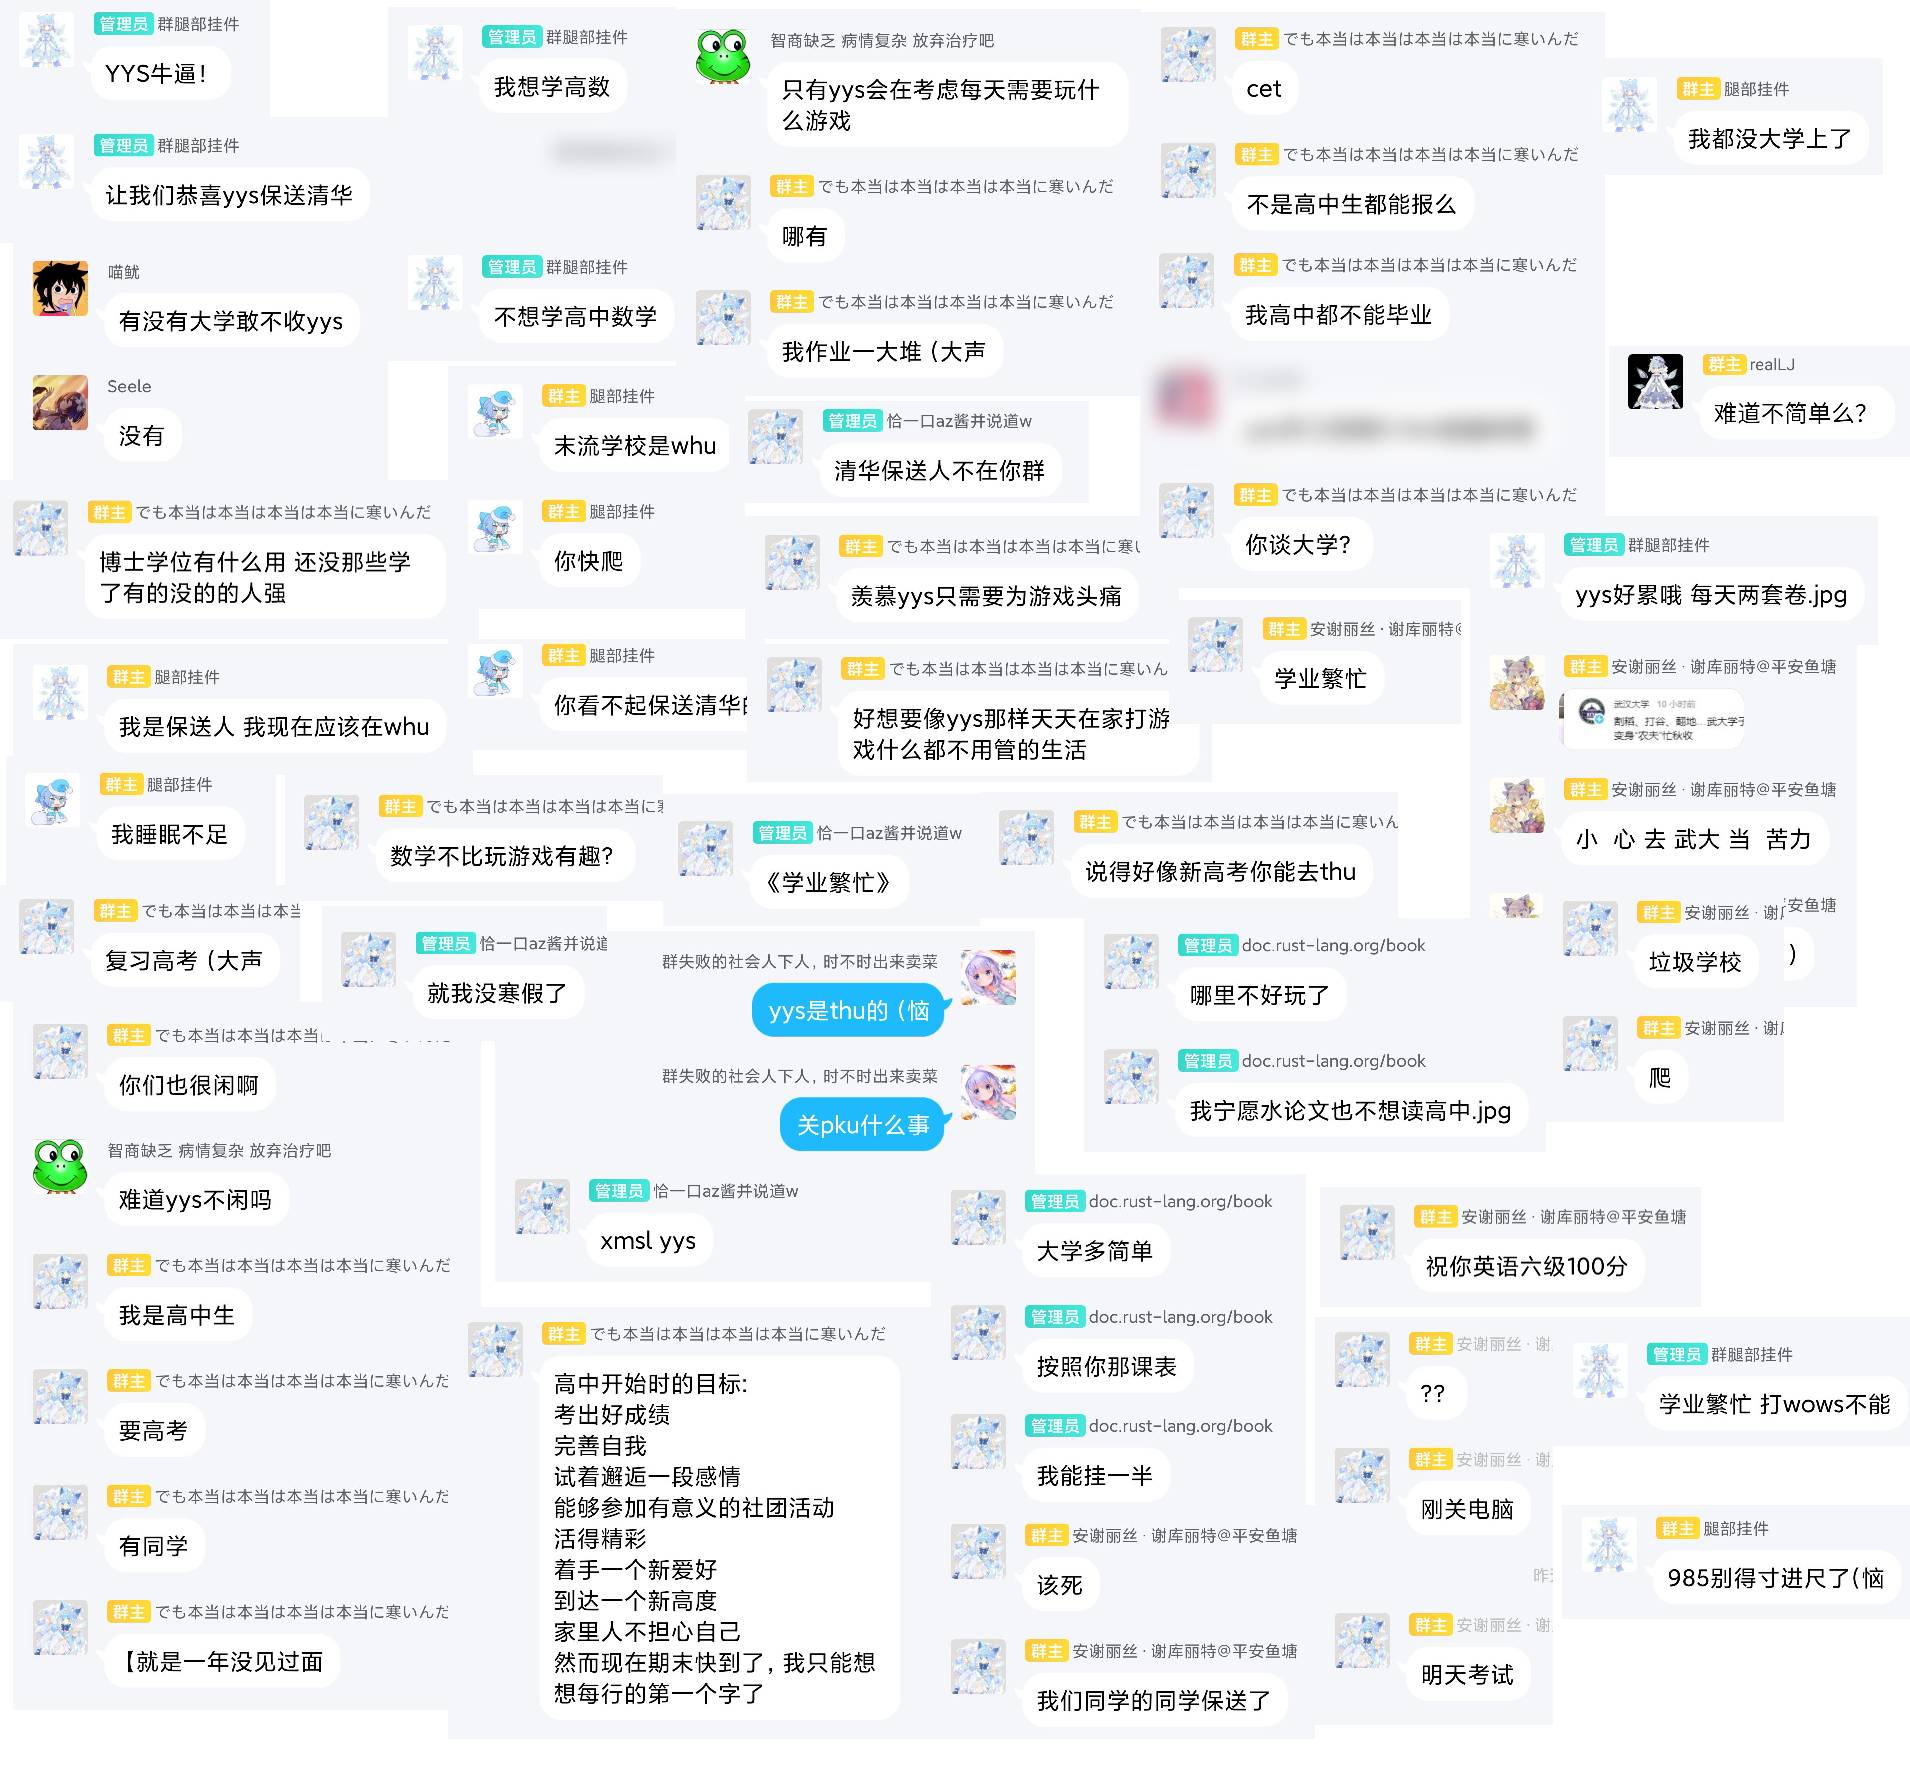 管理员 群腿部挂件
YYS牛逼！
管理员 群腿部挂件
让我们恭喜yys保送清华
喵鱿
有没有大学敢不收yys
Seele
没有
群主 でも本当は本当は本当は本当に寒いんだ
博士学位有什么用 还没那些学
了有的没的的人强
群主 腿部挂件
我是保送人 我现在应该在whu
群主 腿部挂件
我睡眠不足
群主 でも本当は本当は本当
复习高考（大声
群主 でも本当は本当は本当
你们也很闲啊
智商缺乏 病情复杂 放弃治疗吧
难道yys不闲吗
群主 でも本当は本当は本当は本当に寒いんだ
我是高中生
群主 でも本当は本当は本当は本当に寒いんだ
要高考
群主 でも本当は本当は本当は本当に寒いんだ
有同学
群主 でも本当は本当は本当は本当に寒いんだ
【就是一年没见过面
管理员 群腿部挂件
我想学高数
管理员 群腿部挂件
不想学高中数学
群主 腿部挂件
末流学校是whu
群主 腿部挂件
你快爬
群主 腿部挂件
你看不起保送清华的
群主 でも本当は本当は本当は本当に寒
数学不比玩游戏有趣？
管理员 恰一口az酱并说道
就我没寒假了
群失败的社会人下人，时不时出来卖菜
yys是thu的（恼
群失败的社会人下人，时不时出来卖菜
关pku什么事
管理员 恰一口az酱并说道w
xmsl yys
群主 でも本当は本当は本当は本当に寒いんだ
高中开始时的目标：
考出好成绩
完善自我
试着邂逅一段感情
能够参加有意义的社团活动
活得精彩
着手一个新爱好
到达一个新高度
家里人不担心自己
然而现在期末快到了，我只能想
想每行的第一个字了
智商缺乏 病情复杂 放弃治疗吧
只有yys会在考虑每天需要玩什
么游戏
群主 でも本当は本当は本当は本当に寒いんだ
哪有
群主 でも本当は本当は本当は本当に寒いんだ
我作业一大堆（大声
管理员 恰一口az酱并说道w
清华保送人不在你群
群主 でも本当は本当は本当は本当に寒い
羡慕yys只需要为游戏头痛
群主 でも本当は本当は本当は本当に寒いん
好想要像yys那样天天在家打游
戏什么都不用管的生活
管理员 恰一口az酱并说道w
《学业繁忙》
群主 でも本当は本当は本当は本当に寒いん
说得好像新高考你能去thu
管理员 doc.rust-lang.org/book
哪里不好玩了
管理员 doc.rust-lang.org/book
我宁愿水论文也不想读高中.jpg
管理员 doc.rust-lang.org/book
大学多简单
管理员 doc.rust-lang.org/book
按照你那课表
管理员 doc.rust-lang.org/book
我能挂一半
群主 安谢丽丝·谢库丽特@平安鱼塘
该死
群主 安谢丽丝·谢库丽特@平安鱼塘
我们同学的同学保送了
群主 でも本当は本当は本当は本当に寒いんだ
cet
群主 でも本当は本当は本当は本当に寒いんだ
不是高中生都能报么
群主 でも本当は本当は本当は本当に寒いんだ
我高中都不能毕业
群主 でも本当は本当は本当は本当に寒いんだ
你谈大学?
群主 安谢丽丝·谢库丽特@
学业繁忙
群主 腿部挂件
我都没大学上了
群主 realLJ
难道不简单么？
管理员 群腿部挂件
yys好累哦 每天两套卷.jpg
群主 安谢丽丝·谢库丽特@平安鱼塘
武汉大学 10 小时前
割稻、打谷、翻地...武大学子
变身“农夫”忙秋收
群主 安谢丽丝·谢库丽特@平安鱼塘
小 心 去 武大 当 苦力
群主 安谢丽丝·谢
安鱼塘
垃圾学校
）
群主 安谢丽丝·谢
爬
群主 安谢丽丝·谢库丽特@平安鱼塘
祝你英语六级100分
群主 安谢丽丝·谢
??
群主 安谢丽丝·谢
刚关电脑
昨
群主 安谢丽丝·谢
明天考试
管理员 群腿部挂件
学业繁忙 打wows不能
群主 腿部挂件
985别得寸进尺了(恼